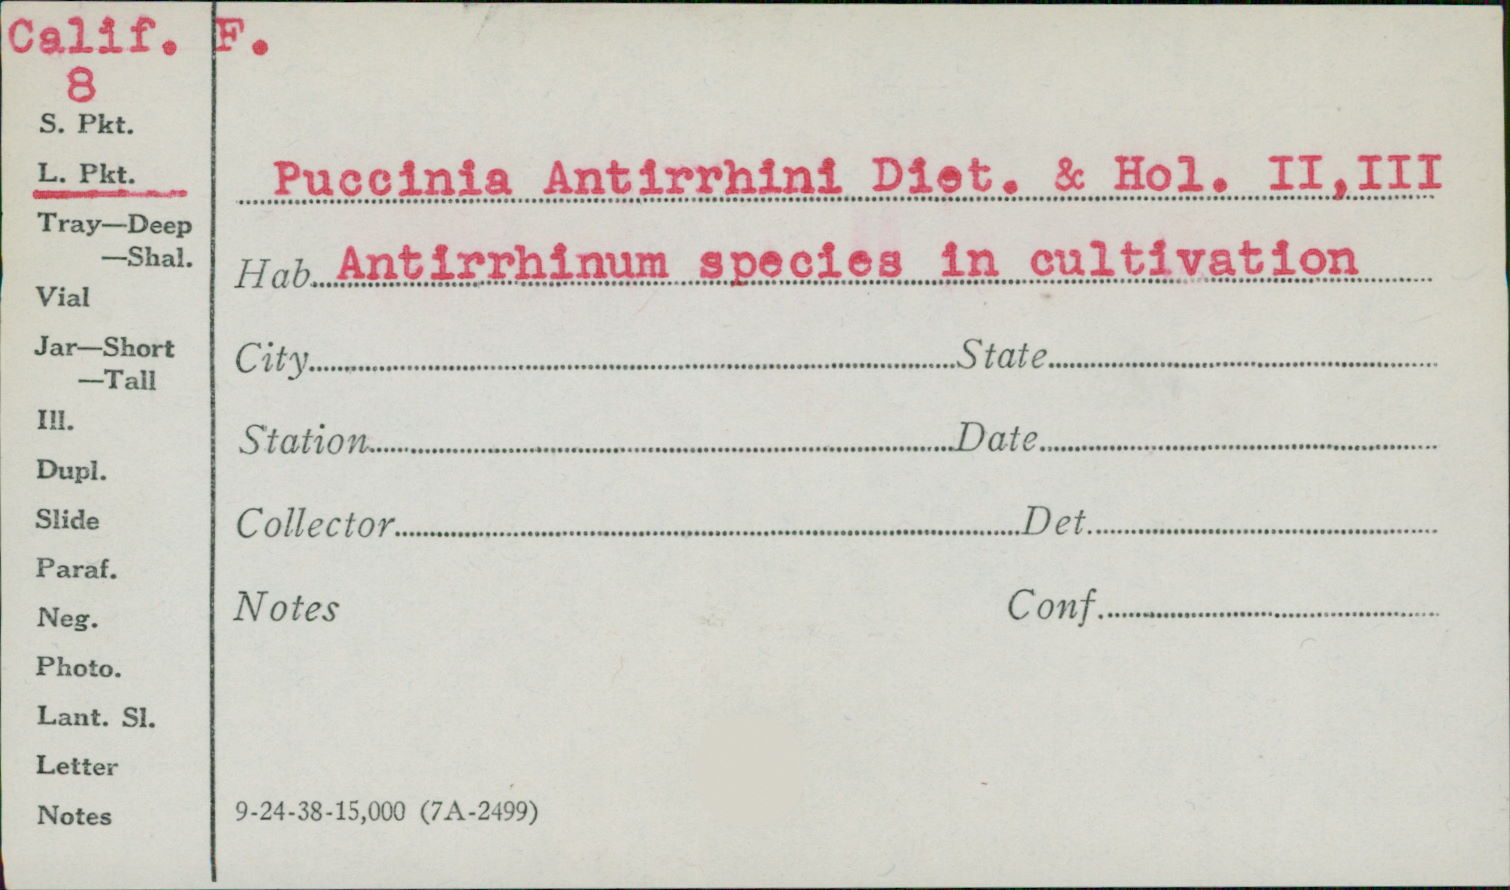 Calif. F.
8
S. Pkt.
L. Pkt.
Puccinia Antirrhini Diet. & Hol. II,III
Tray—Deep
—Shal.
Hab. Antirrhinum species in cultivation
Vial
Jar—Short
—Tall
City State
Ill.
Station Date
Dupl.
Slide
Collector Det.
Paraf.
Neg.
Notes Conf.
Photo.
Lant. Sl.
Letter
Notes
9-24-38-15,000 (7A-2499)